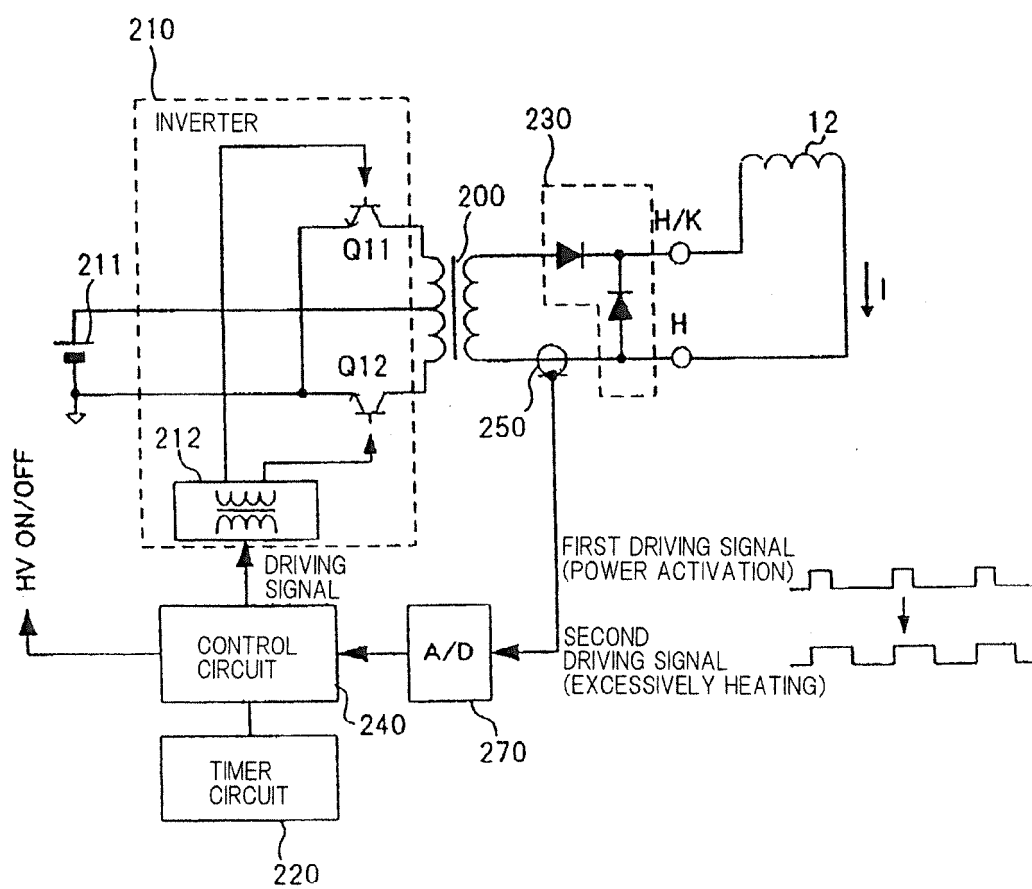 210
INVERTER
230
12
200
H/K
Q11
211
I
H
Q12
250
212
HV ON/OFF
DRIVING
SIGNAL
FIRST DRIVING SIGNAL
(POWER ACTIVATION)
CONTROL
CIRCUIT
A/D
SECOND
DRIVING SIGNAL
(EXCESSIVELY HEATING)
240
270
TIMER
CIRCUIT
220